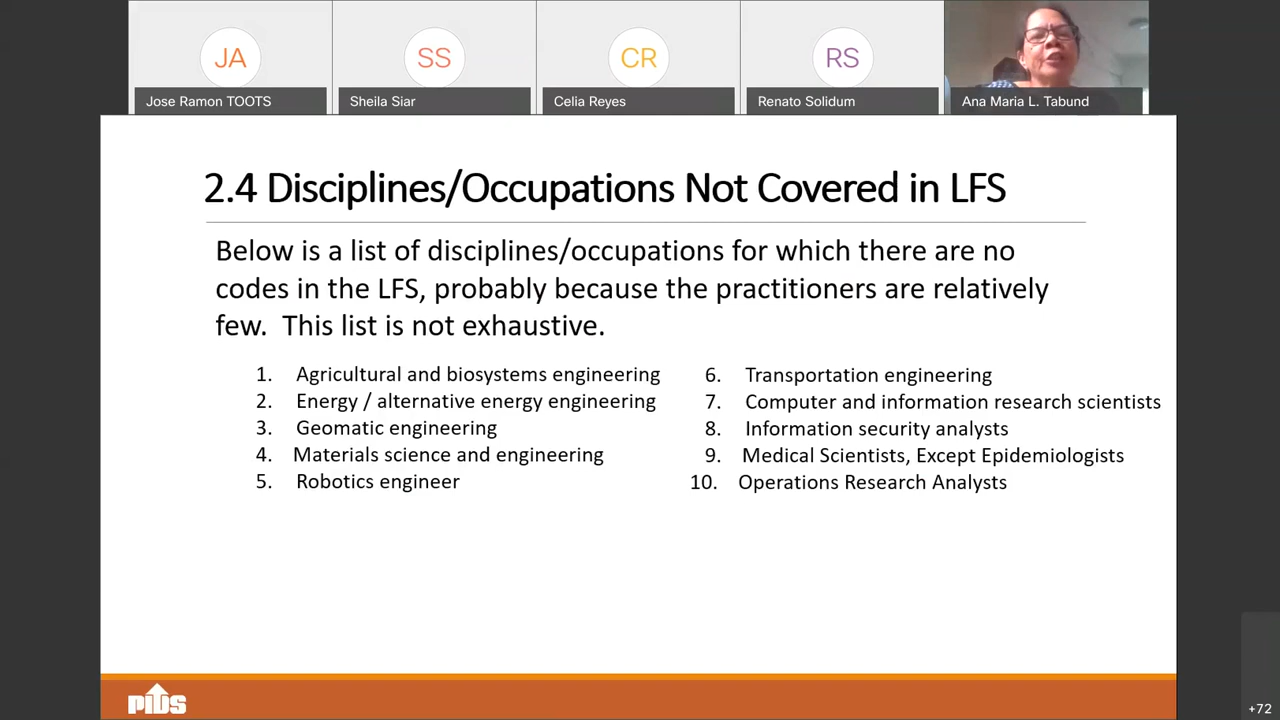 JA
SS
CR
RS
Jose Ramon TOOTS
Sheila Siar
Celia Reyes
Renato Solidum
Ana Maria L. Tabund
2.4 Disciplines/Occupations Not Covered in LFS
Below is a list of disciplines/occupations for which there are no
codes in the LFS, probably because the practitioners are relatively
few. This list is not exhaustive.
1. Agricultural and biosystems engineering
2. Energy / alternative energy engineering
3. Geomatic engineering
4. Materials science and engineering
5. Robotics engineer
6. Transportation engineering
7. Computer and information research scientists
8. Information security analysts
9. Medical Scientists, Except Epidemiologists
10. Operations Research Analysts
PIDS
+72